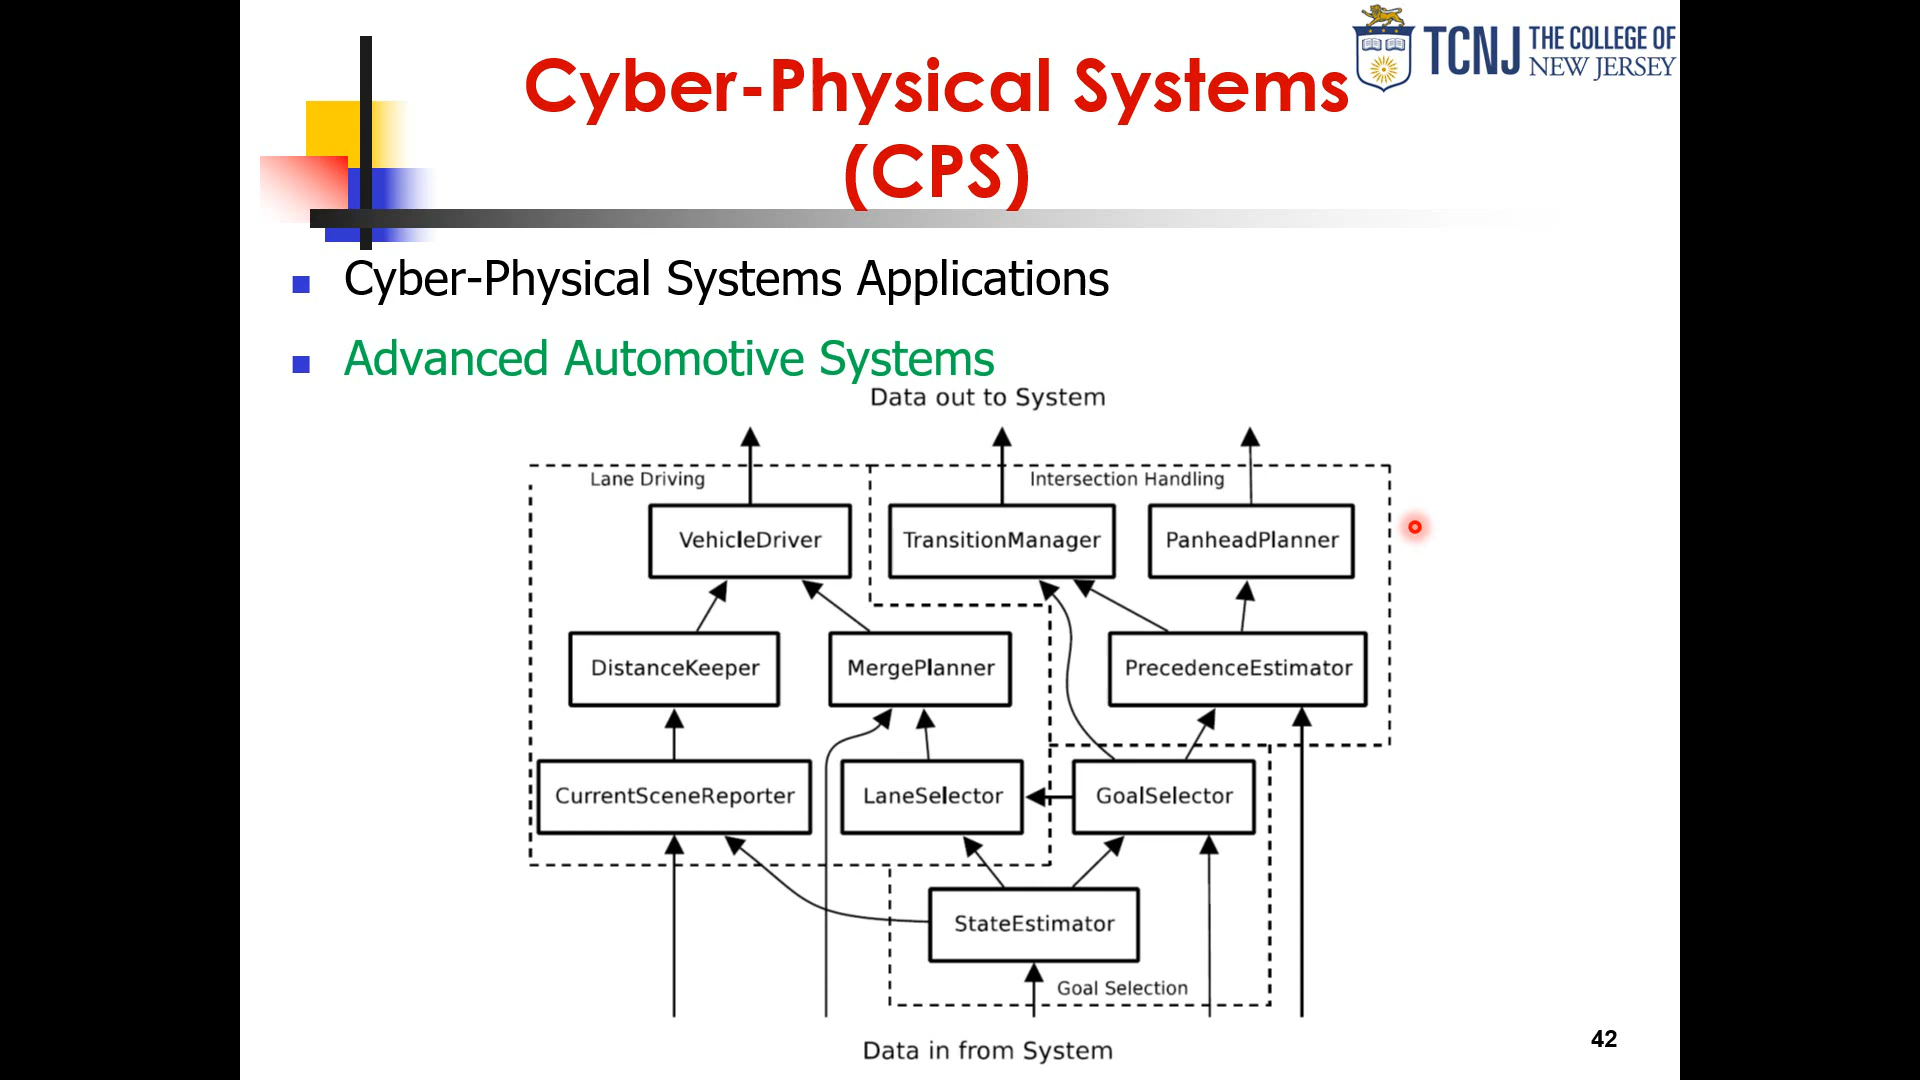 TCNJ THE COLLEGE OF
NEW JERSEY
Cyber-Physical Systems
(CPS)
Cyber-Physical Systems Applications
Advanced Automotive Systems
Data out to System
Lane Driving
Intersection Handling
VehicleDriver
TransitionManager
PanheadPlanner
DistanceKeeper
MergePlanner
PrecedenceEstimator
CurrentSceneReporter
LaneSelector
GoalSelector
StateEstimator
Goal Selection
Data in from System
42